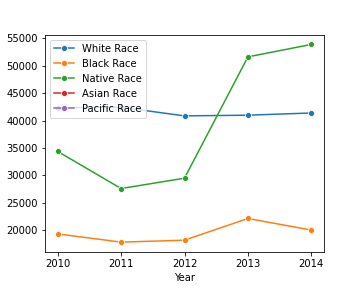 55000
50000
45000
40000
35000
30000
25000
20000
White Race
Black Race
Native Race
Asian Race
Pacific Race
2010 2011 2012 2013 2014
Year